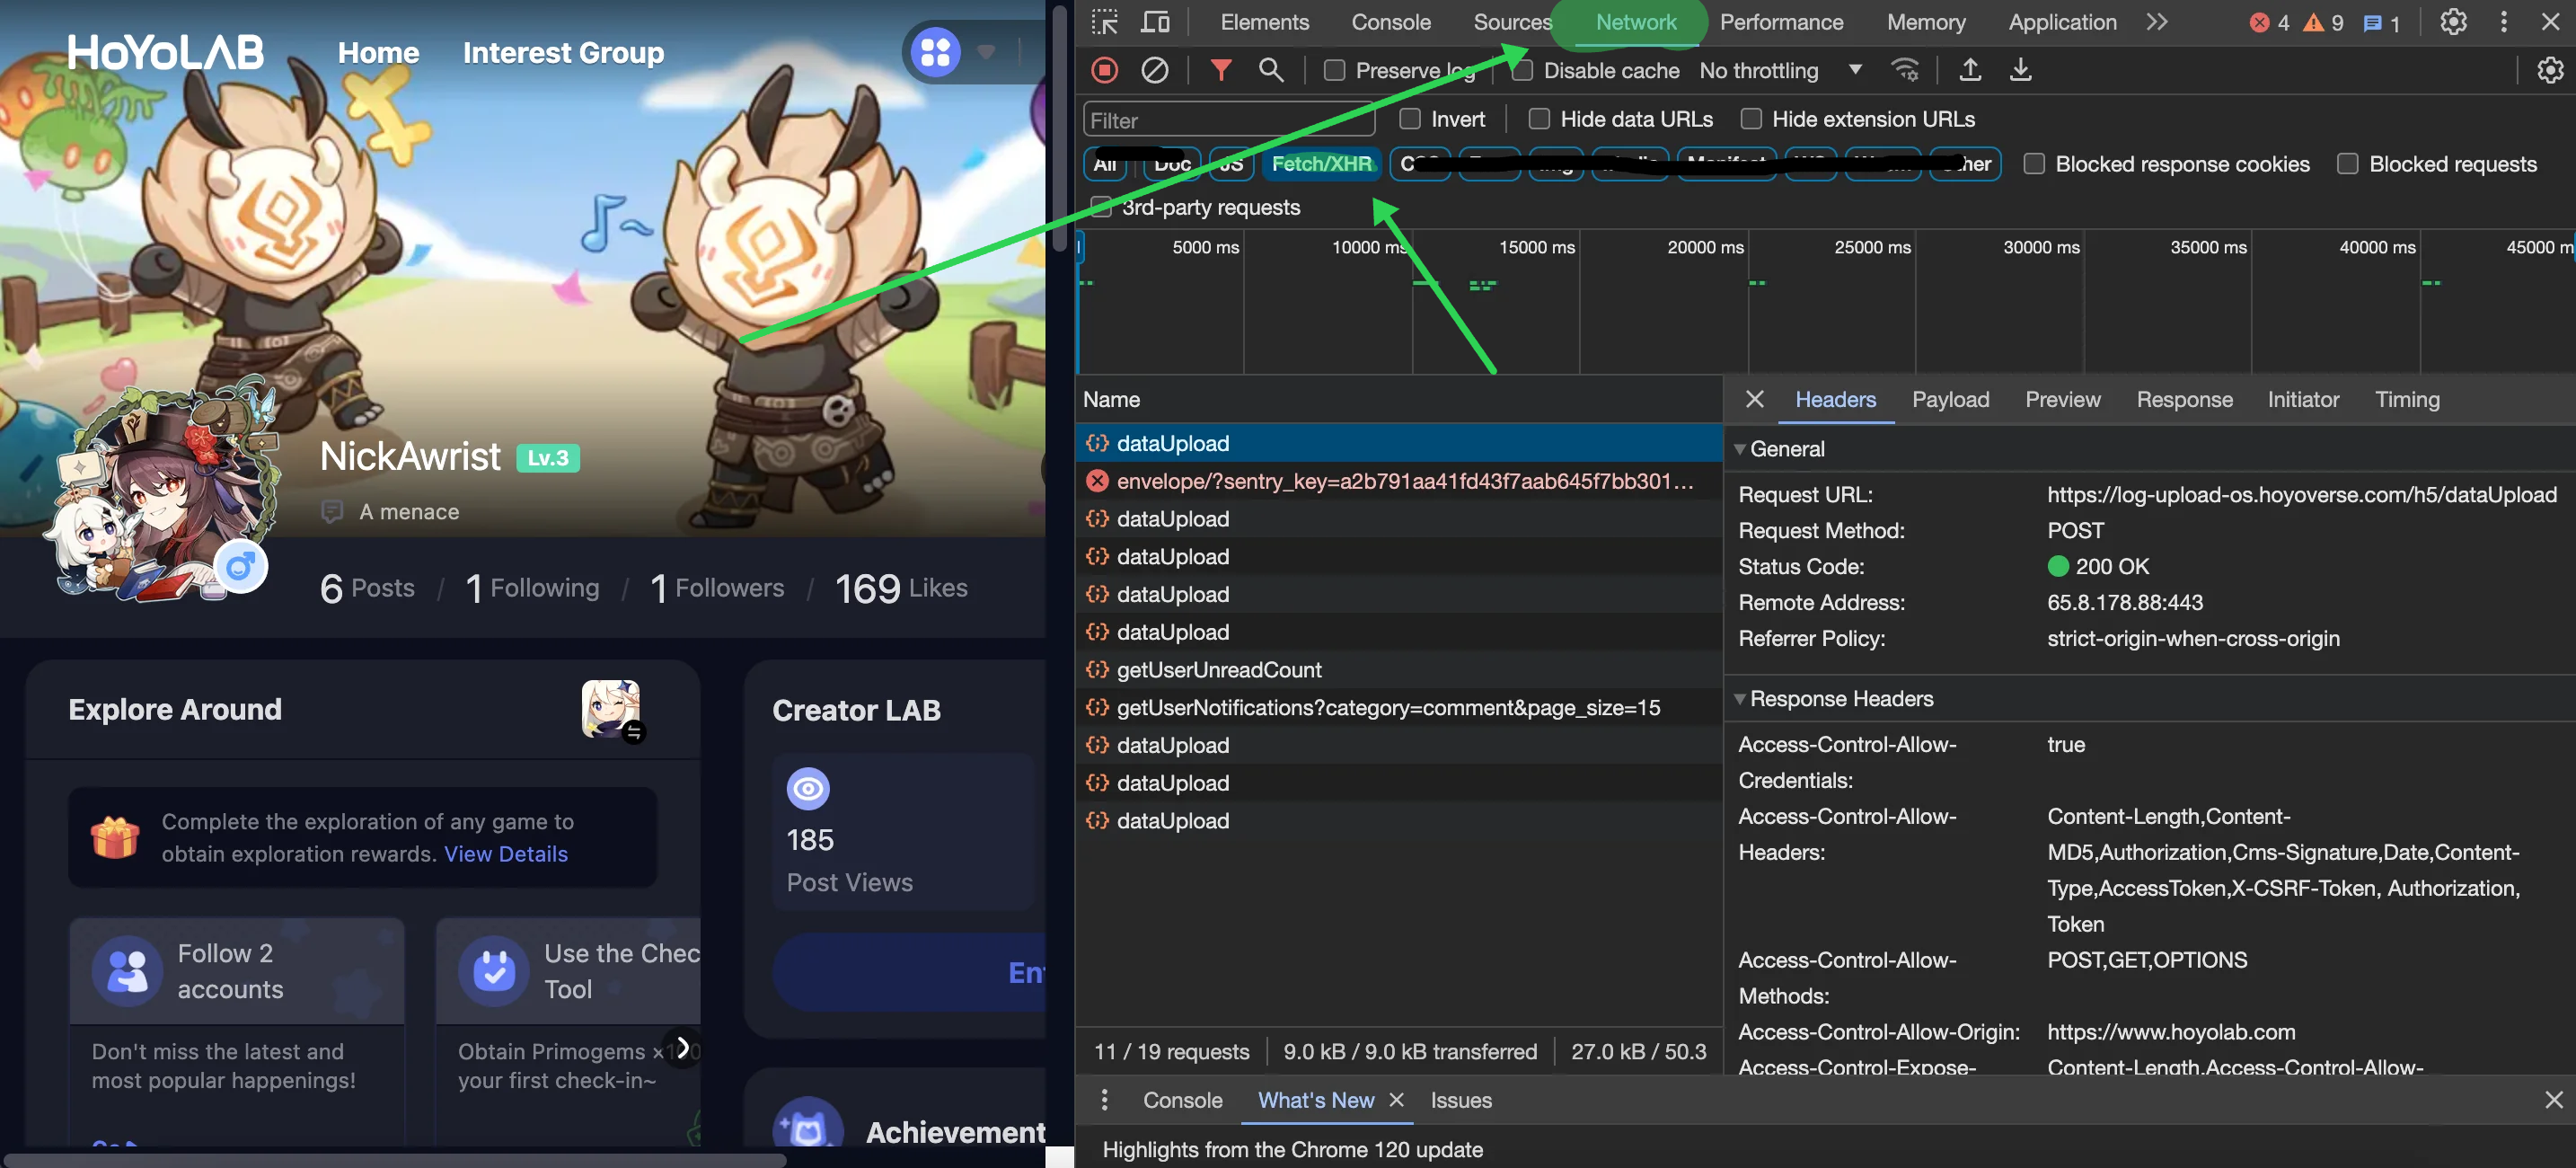 HoYoLAB
Home
Interest Group
NickAwrist
Lv.3
A menace
6 Posts / 1 Following / 1 Followers / 169 Likes
Explore Around
Complete the exploration of any game to
obtain exploration rewards. View Details
Follow 2
accounts
Don't miss the latest and
most popular happenings!
Use the Chec
Tool
Obtain Primogems ×100
your first check-in~
Creator LAB
185
Post Views
Achievement
Elements
Console
Sources
Network
Performance
Memory
Application
4
9
1
Preserve log
Disable cache
No throttling
Filter
Invert
Hide data URLs
Hide extension URLs
All
Doc
JS
Fetch/XHR
Manifest
Blocked response cookies
Blocked requests
3rd-party requests
5000 ms
10000 ms
15000 ms
20000 ms
25000 ms
30000 ms
35000 ms
40000 ms
45000 m
Name
dataUpload
envelope/?sentry_key=a2b791aa41fd43f7aab645f7bb301...
dataUpload
dataUpload
dataUpload
dataUpload
getUserUnreadCount
getUserNotifications?category=comment&page_size=15
dataUpload
dataUpload
dataUpload
11 / 19 requests
9.0 kB / 9.0 kB transferred
27.0 kB / 50.3
Headers
Payload
Preview
Response
Initiator
Timing
General
Request URL: https://log-upload-os.hoyoverse.com/h5/dataUpload
Request Method: POST
Status Code: 200 OK
Remote Address: 65.8.178.88:443
Referrer Policy: strict-origin-when-cross-origin
Response Headers
Access-Control-Allow- true
Credentials:
Access-Control-Allow- Content-Length,Content-
Headers: MD5,Authorization,Cms-Signature,Date,Content-
Type,AccessToken,X-CSRF-Token, Authorization,
Token
Access-Control-Allow- POST,GET,OPTIONS
Methods:
Access-Control-Allow-Origin: https://www.hoyolab.com
Access-Control-Expose- Content-Length,Access-Control-Allow-
Console
What's New
Issues
Highlights from the Chrome 120 update